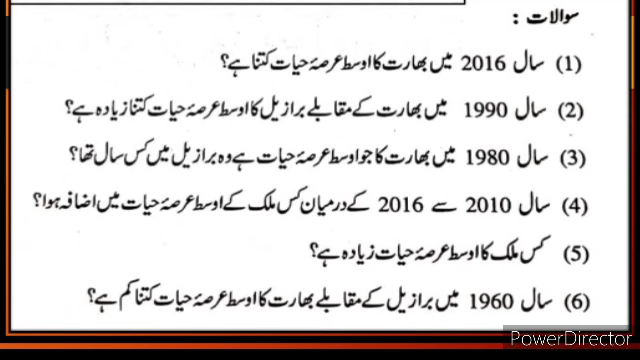 سوالات :
(1) سال 2016 میں بھارت کا اوسط عرصۂ حیات کتنا ہے؟
(2) سال 1990 میں بھارت کے مقابلے برازیل کا اوسط عرصۂ حیات کتنا زیادہ ہے؟
(3) سال 1980 میں بھارت کا جو اوسط عرصۂ حیات ہے وہ برازیل میں کس سال تھا؟
(4) سال 2010 سے 2016 کے درمیان کس ملک کے اوسط عرصۂ حیات میں اضافہ ہوا؟
(5) کس ملک کا اوسط عرصۂ حیات زیادہ ہے؟
(6) سال 1960 میں برازیل کے مقابلے بھارت کا اوسط عرصۂ حیات کتنا کم ہے؟
PowerDirector